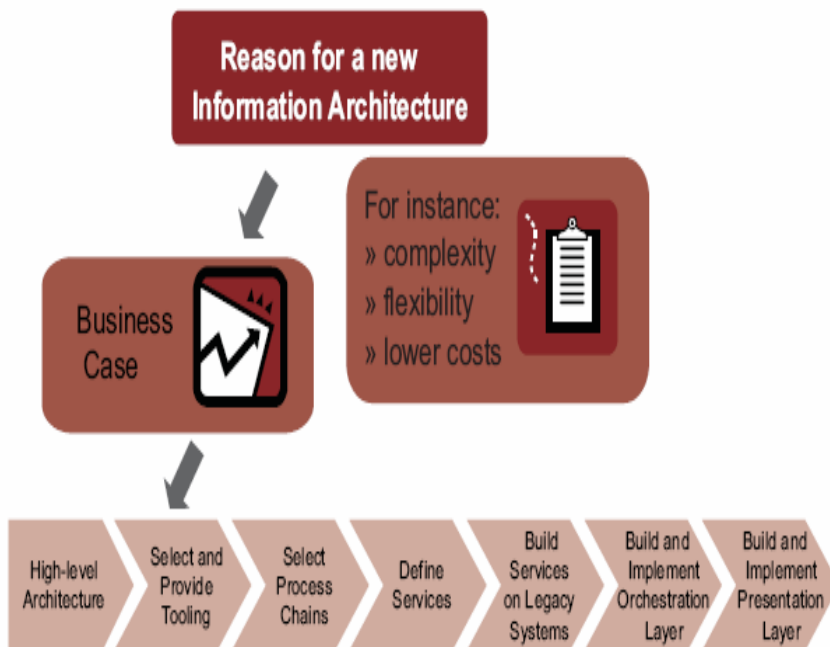 Reason for a new
Information Architecture
For instance:
» complexity
» flexibility
» lower costs
Business
Case
High-level
Architecture
Select and
Provide
Tooling
Select
Process
Chains
Define
Services
Build
Services
on Legacy
Systems
Build and
Implement
Orchestration
Layer
Build and
Implement
Presentation
Layer